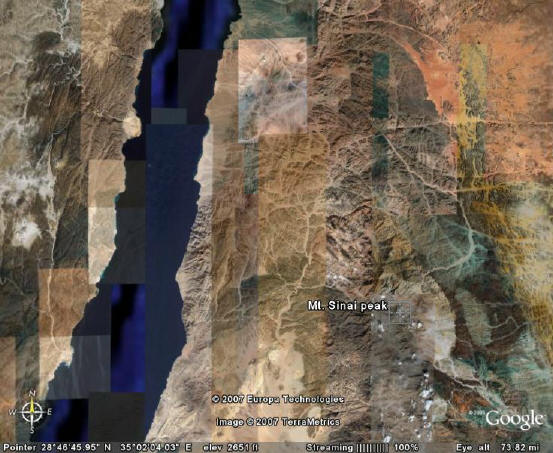 Mt. Sinai peak
N
W E
S
© 2007 Europa Technologies
Image © 2007 TerraMetrics
Google
Pointer 28°46'45.95" N 35°02'04.03" E elev 2651 ft Streaming |||||||||| 100% Eye alt 73.82 mi